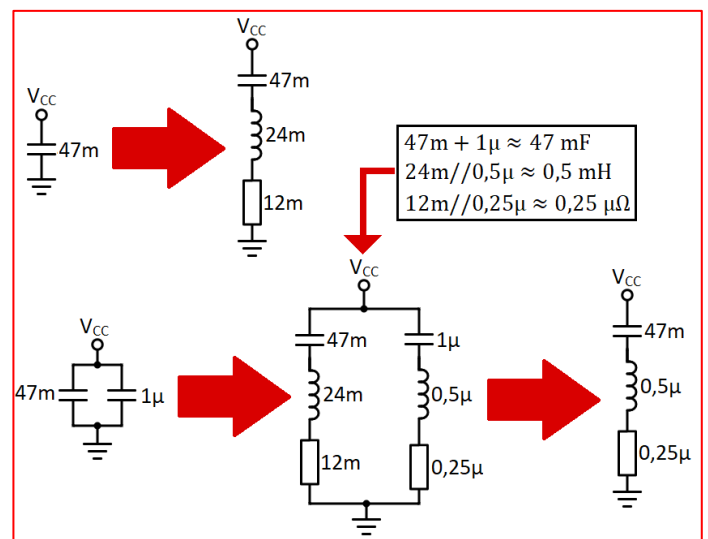 V_CC
47m
V_CC
47m
24m
12m
47m + 1μ ≈ 47 mF
24m//0,5μ ≈ 0,5 mH
12m//0,25μ ≈ 0,25 μΩ
V_CC
47m
1μ
V_CC
47m
24m
12m
1μ
0,5μ
0,25μ
V_CC
47m
0,5μ
0,25μ